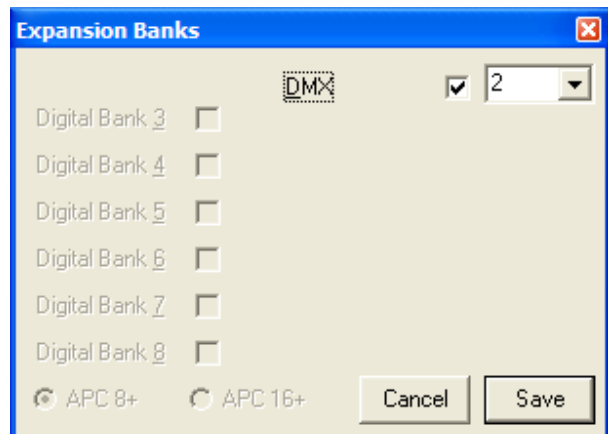 Expansion Banks
DMX 2
Digital Bank 3
Digital Bank 4
Digital Bank 5
Digital Bank 6
Digital Bank 7
Digital Bank 8
APC 8+ APC 16+ Cancel Save